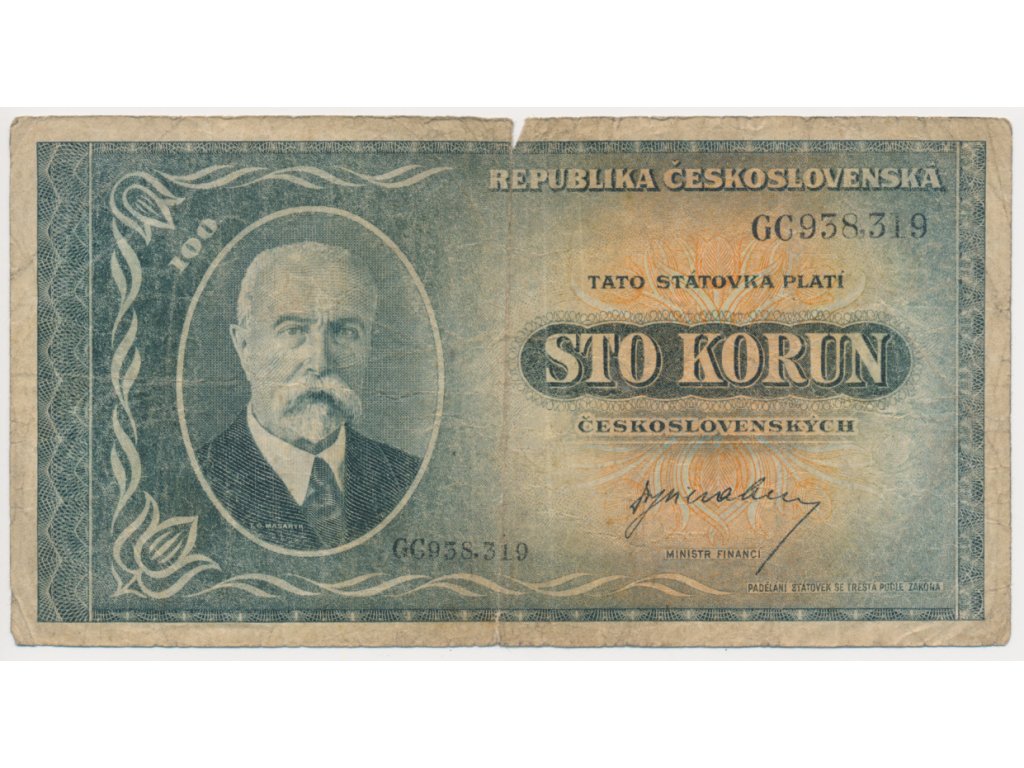 REPUBLIKA ČESKOSLOVENSKÁ
GC938.319
100
TATO STÁTOVKA PLATÍ
STO KORUN
ČESKOSLOVENSKÝCH
T. G. MASARYK
GC938.319
MINISTR FINANCÍ
PADĚLÁNÍ STÁTOVEK SE TRESTÁ PODLE ZÁKONA